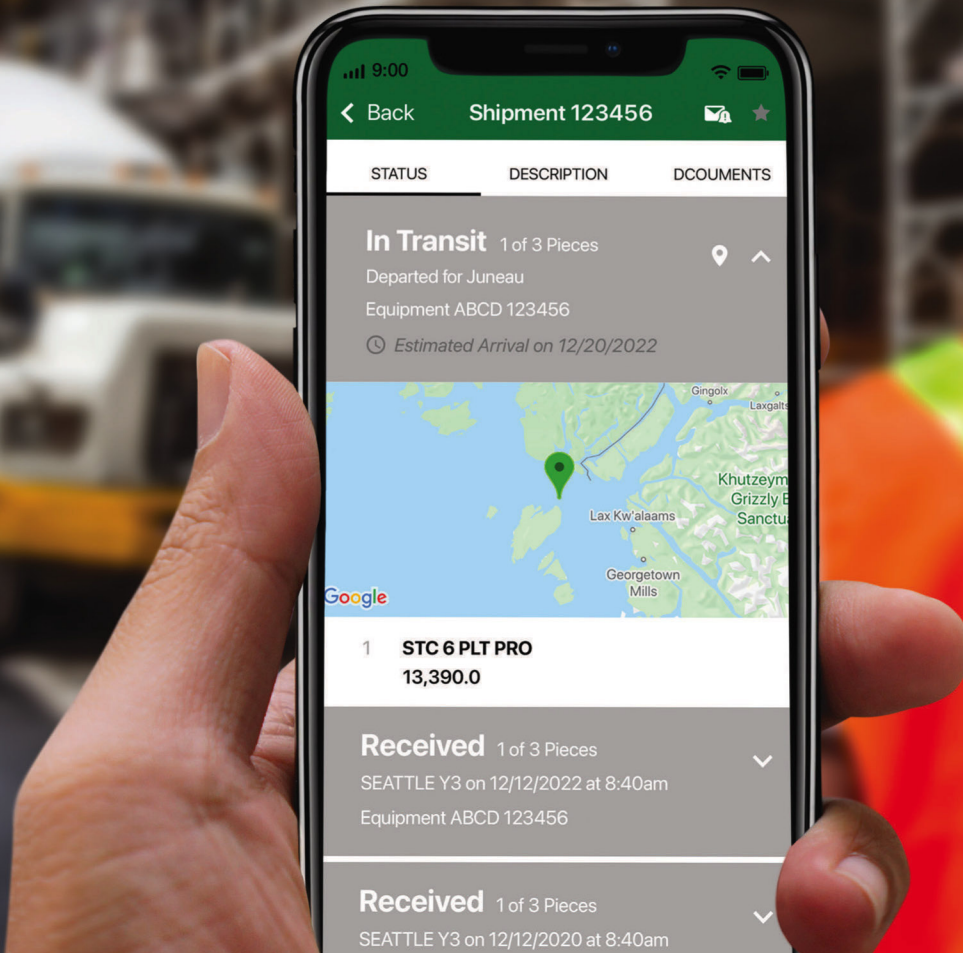 9:00
Back Shipment 123456
STATUS DESCRIPTION DCOUMENTS
In Transit 1 of 3 Pieces
Departed for Juneau
Equipment ABCD 123456
Estimated Arrival on 12/20/2022
Gingolx
Laxgalts
Khutzeym
Grizzly B
Sanctu
Lax Kw'alaams
Georgetown
Mills
Google
1 STC 6 PLT PRO
13,390.0
Received 1 of 3 Pieces
SEATTLE Y3 on 12/12/2022 at 8:40am
Equipment ABCD 123456
Received 1 of 3 Pieces
SEATTLE Y3 on 12/12/2020 at 8:40am